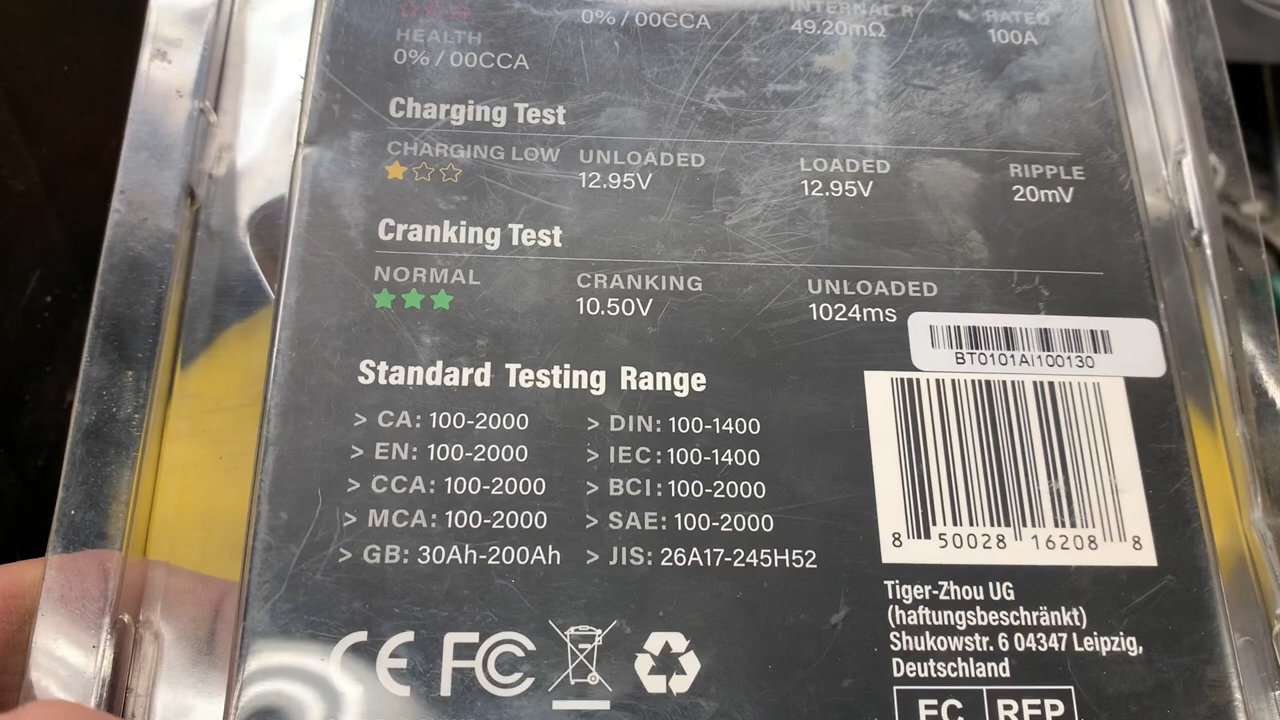 INTERNAL R
RATED
0% / 00CCA
49.20mΩ
100A
HEALTH
0% / 00CCA
Charging Test
CHARGING LOW
UNLOADED
12.95V
LOADED
12.95V
RIPPLE
20mV
Cranking Test
NORMAL
CRANKING
10.50V
UNLOADED
1024ms
BT0101AI100130
Standard Testing Range
> CA: 100-2000
> DIN: 100-1400
> EN: 100-2000
> IEC: 100-1400
> CCA: 100-2000
> BCI: 100-2000
> MCA: 100-2000
> SAE: 100-2000
> GB: 30Ah-200Ah
> JIS: 26A17-245H52
8 50028 16208 8
Tiger-Zhou UG
(haftungsbeschränkt)
Shukowstr. 6 04347 Leipzig,
Deutschland
CE FC
EC REP